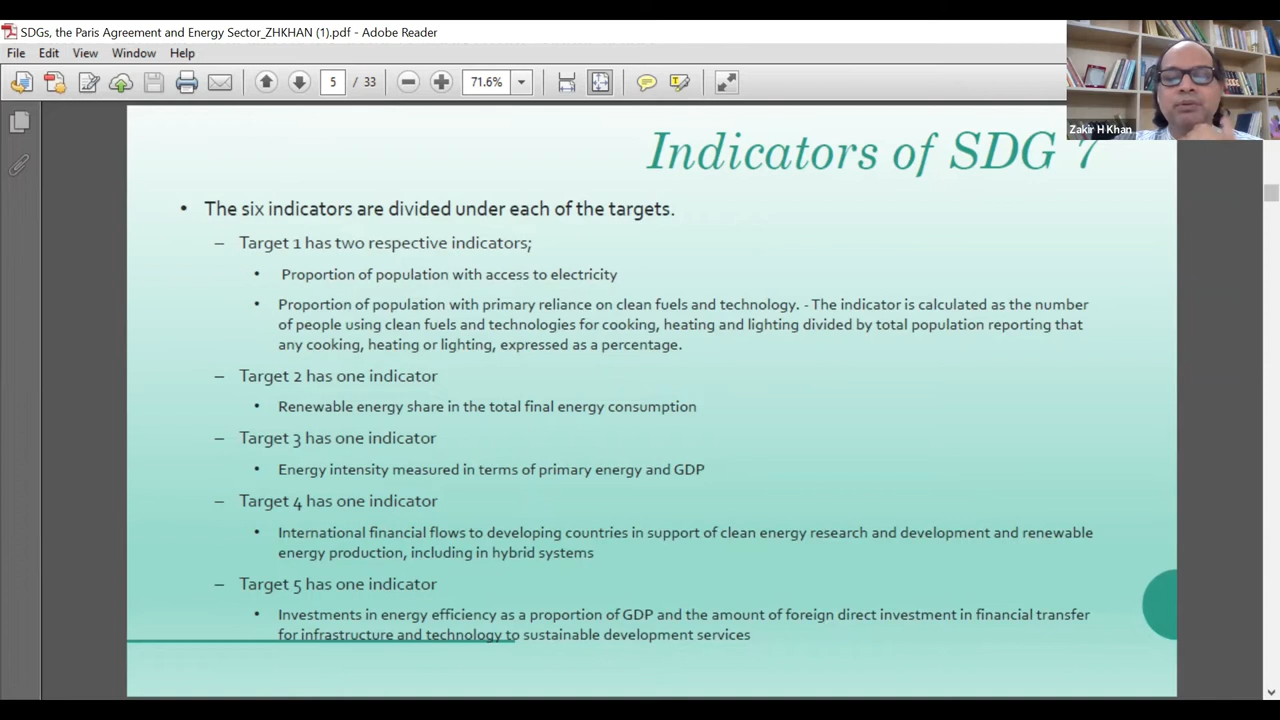 SDGs, the Paris Agreement and Energy Sector_ZHKHAN (1).pdf - Adobe Reader
File Edit View Window Help
5 / 33 71.6%
Zakir H Khan
Indicators of SDG 7
• The six indicators are divided under each of the targets.
– Target 1 has two respective indicators;
• Proportion of population with access to electricity
• Proportion of population with primary reliance on clean fuels and technology. - The indicator is calculated as the number
of people using clean fuels and technologies for cooking, heating and lighting divided by total population reporting that
any cooking, heating or lighting, expressed as a percentage.
– Target 2 has one indicator
• Renewable energy share in the total final energy consumption
– Target 3 has one indicator
• Energy intensity measured in terms of primary energy and GDP
– Target 4 has one indicator
• International financial flows to developing countries in support of clean energy research and development and renewable
energy production, including in hybrid systems
– Target 5 has one indicator
• Investments in energy efficiency as a proportion of GDP and the amount of foreign direct investment in financial transfer
for infrastructure and technology to sustainable development services